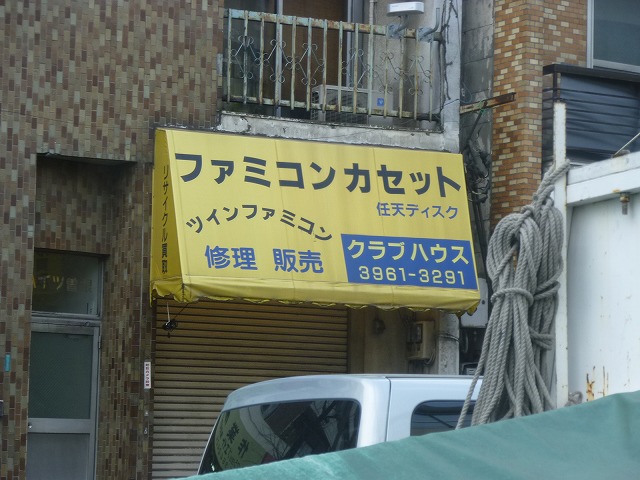 リサイクル買取
ファミコンカセット
任天ディスク
ツインファミコン
修理 販売
クラブハウス
3961-3291